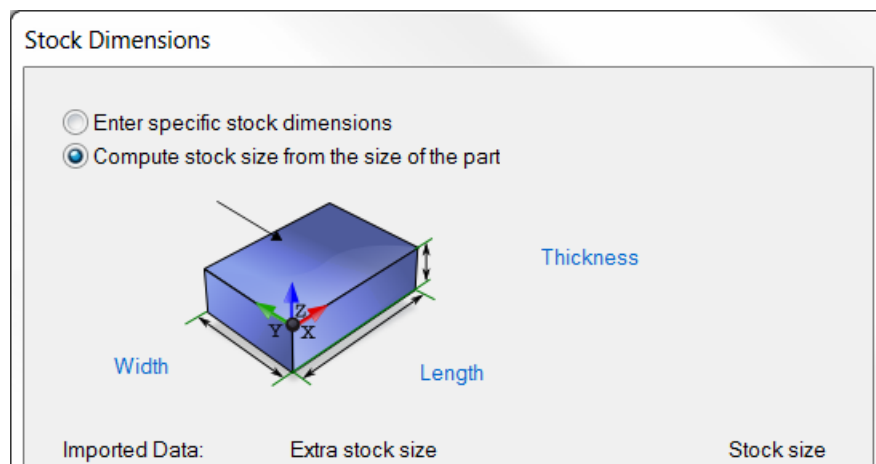 Stock Dimensions
Enter specific stock dimensions
Compute stock size from the size of the part
Thickness
Z
Y X
Width
Length
Imported Data: Extra stock size Stock size